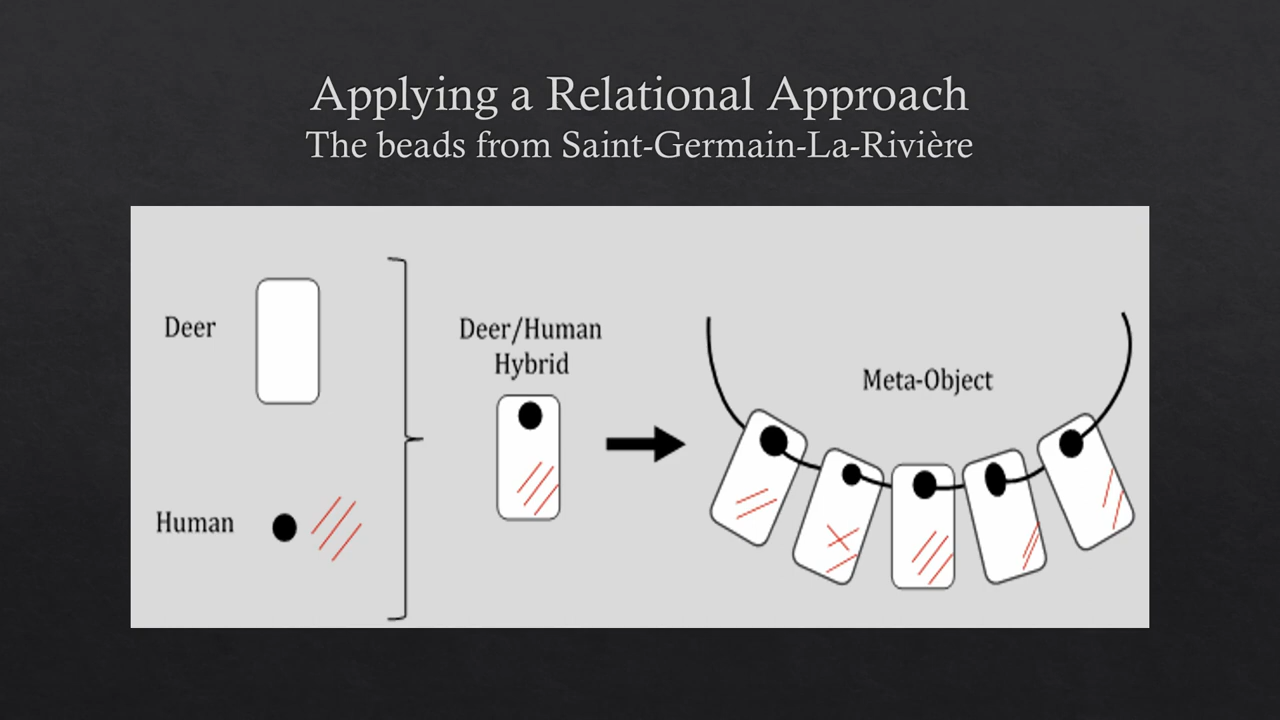 Applying a Relational Approach
The beads from Saint-Germain-La-Rivière
Deer
Human
Deer/Human
Hybrid
Meta-Object